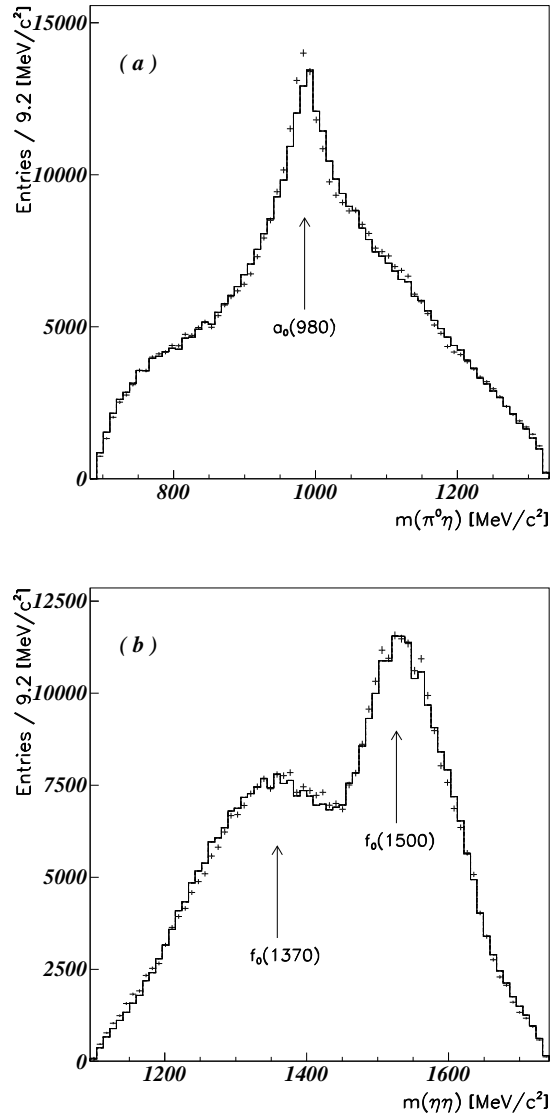 Entries / 9.2 [MeV/c²]
15000
10000
5000
0
(a)
a₀(980)
800 1000 1200
m(π⁰η) [MeV/c²]
Entries / 9.2 [MeV/c²]
12500
10000
7500
5000
2500
0
(b)
f₀(1500)
f₀(1370)
1200 1400 1600
m(ηη) [MeV/c²]